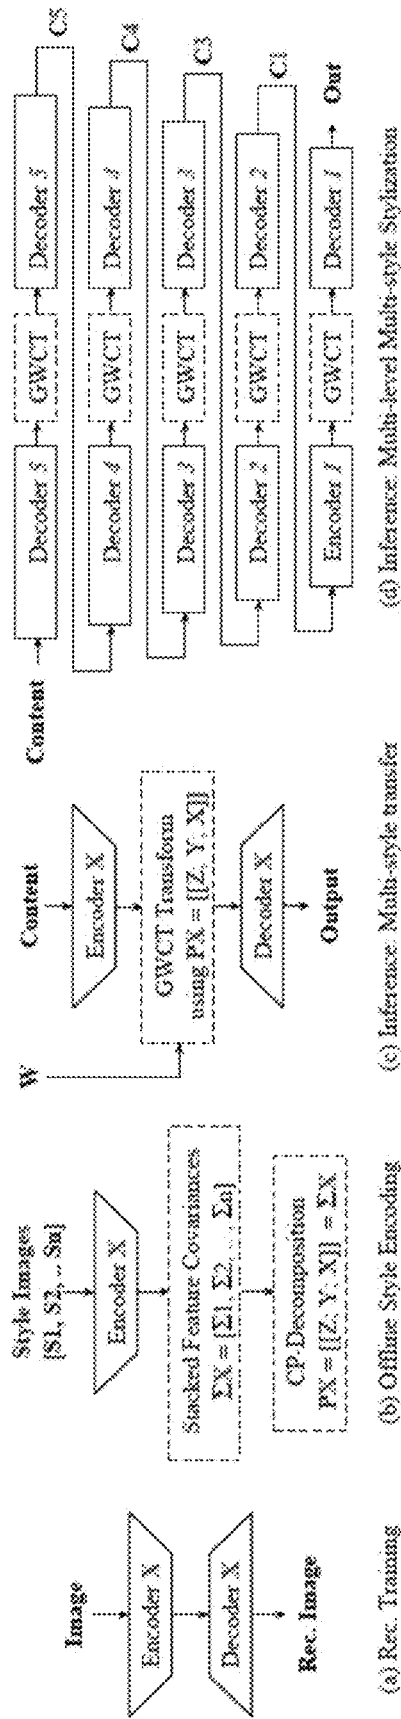 Image
Encoder X
Decoder X
Rec. Image
(a) Rec. Training
Style Images
[S1, S2, ... Sn]
Encoder X
Stacked Feature Covariances
ΣX = [Σ1, Σ2, ... Σn]
CP-Decomposition
PX = [[Z; Y; X]] = ΣX
(b) Offline Style Encoding
W
Content
Encoder X
GWCT Transform
using PX = [[Z; Y; X]]
Decoder X
Output
(c) Inference: Multi-style transfer
Content
Decoder 5
GWCT
Decoder 5
C5
Decoder 4
GWCT
Decoder 4
C4
Decoder 3
GWCT
Decoder 3
C3
Decoder 2
GWCT
Decoder 2
C1
Encoder 1
GWCT
Decoder 1
Out
(d) Inference: Multi-level Multi-style Stylization